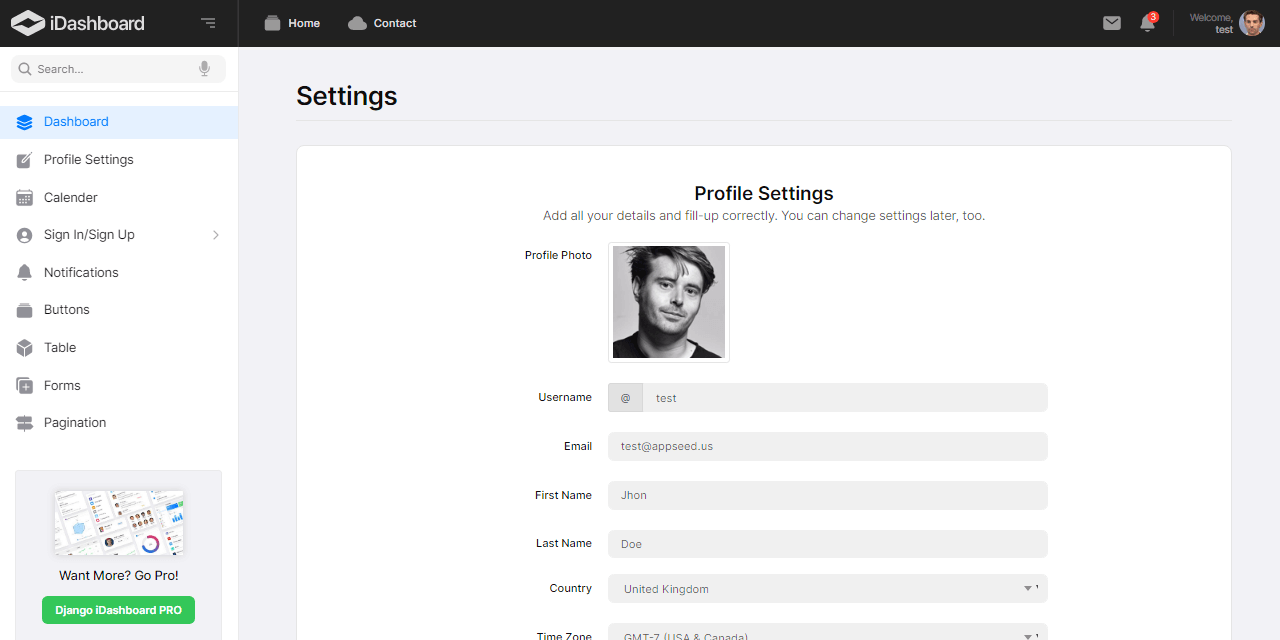 iDashboard
Home
Contact
3
Welcome,
test
Search...
Dashboard
Profile Settings
Calender
Sign In/Sign Up
Notifications
Buttons
Table
Forms
Pagination
Want More? Go Pro!
Django iDashboard PRO
Settings
Profile Settings
Add all your details and fill-up correctly. You can change settings later, too.
Profile Photo
Username @ test
Email test@appseed.us
First Name Jhon
Last Name Doe
Country United Kingdom
Time Zone GMT-7 (USA & Canada)